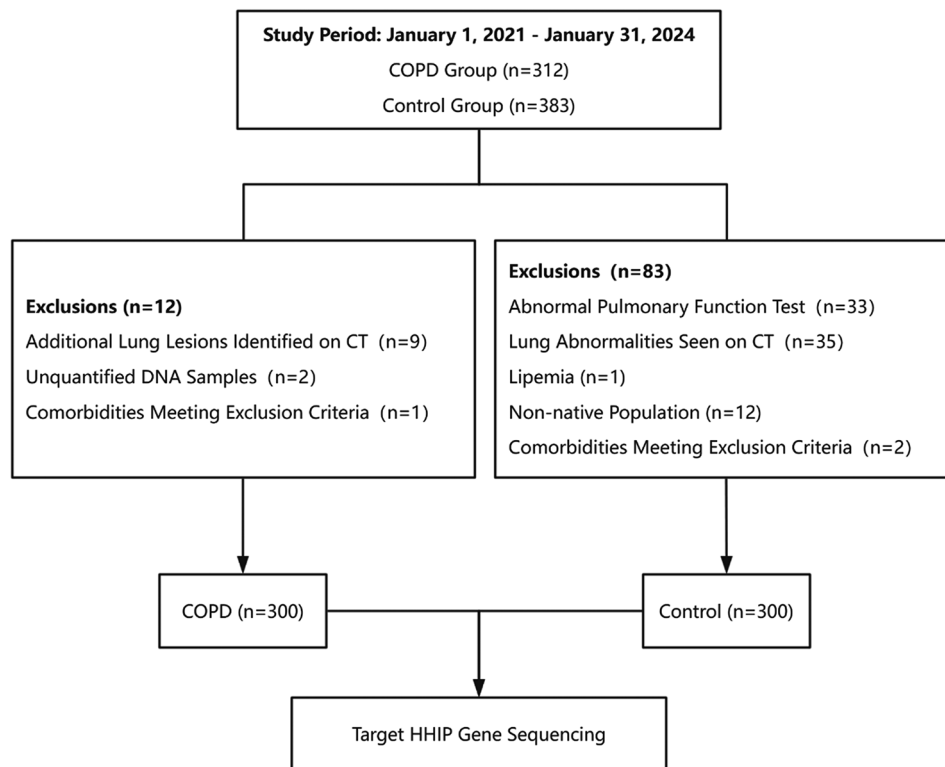 Study Period: January 1, 2021 - January 31, 2024
COPD Group (n=312)
Control Group (n=383)
Exclusions (n=12)
Additional Lung Lesions Identified on CT (n=9)
Unquantified DNA Samples (n=2)
Comorbidities Meeting Exclusion Criteria (n=1)
Exclusions (n=83)
Abnormal Pulmonary Function Test (n=33)
Lung Abnormalities Seen on CT (n=35)
Lipemia (n=1)
Non-native Population (n=12)
Comorbidities Meeting Exclusion Criteria (n=2)
COPD (n=300)
Control (n=300)
Target HHIP Gene Sequencing